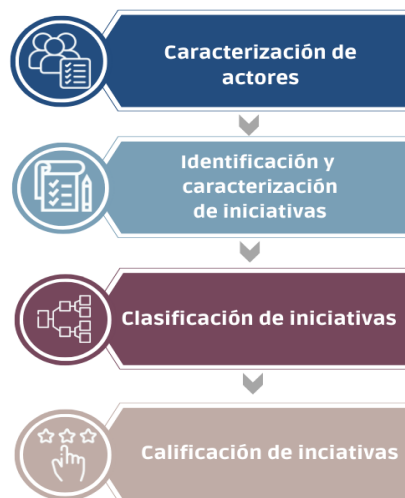 Caracterización de
actores
Identificación y
caracterización
de iniciativas
Clasificación de iniciativas
Calificación de inciativas